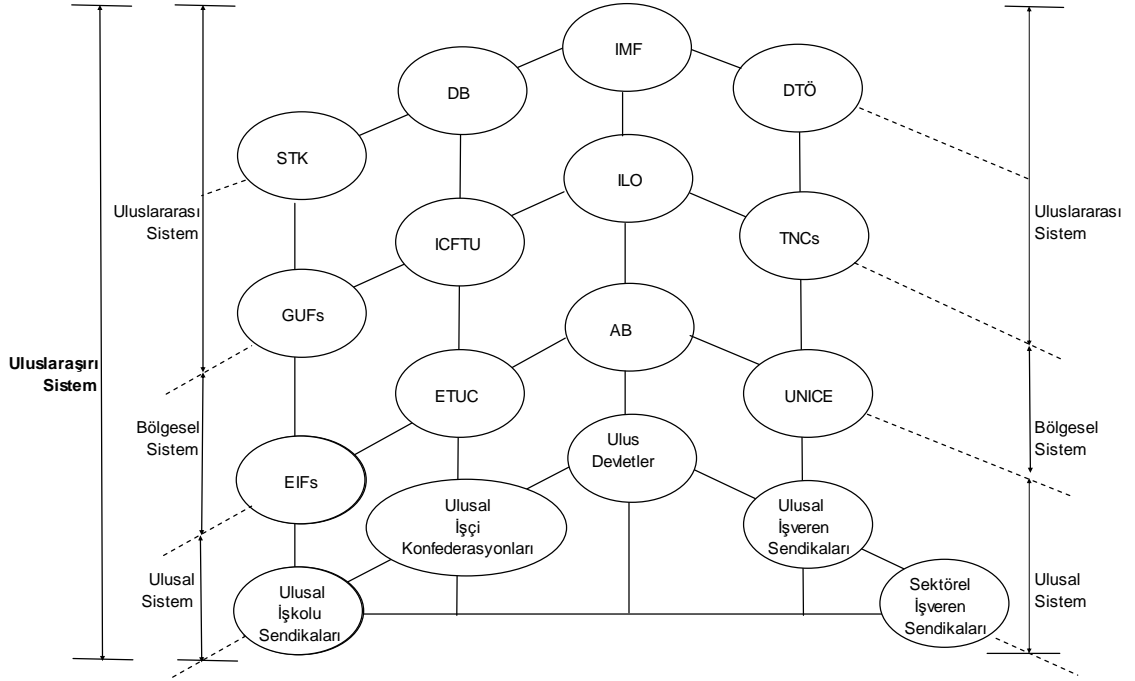 IMF
DB
DTÖ
STK
ILO
Uluslararası
Sistem
ICFTU
TNCs
Uluslararası
Sistem
GUFs
AB
Uluslaraşırı
Sistem
ETUC
UNICE
Bölgesel
Sistem
Ulus
Devletler
Bölgesel
Sistem
EIFs
Ulusal
İşçi
Konfederasyonları
Ulusal
İşveren
Sendikaları
Ulusal
Sistem
Ulusal
İşkolu
Sendikaları
Sektörel
İşveren
Sendikaları
Ulusal
Sistem